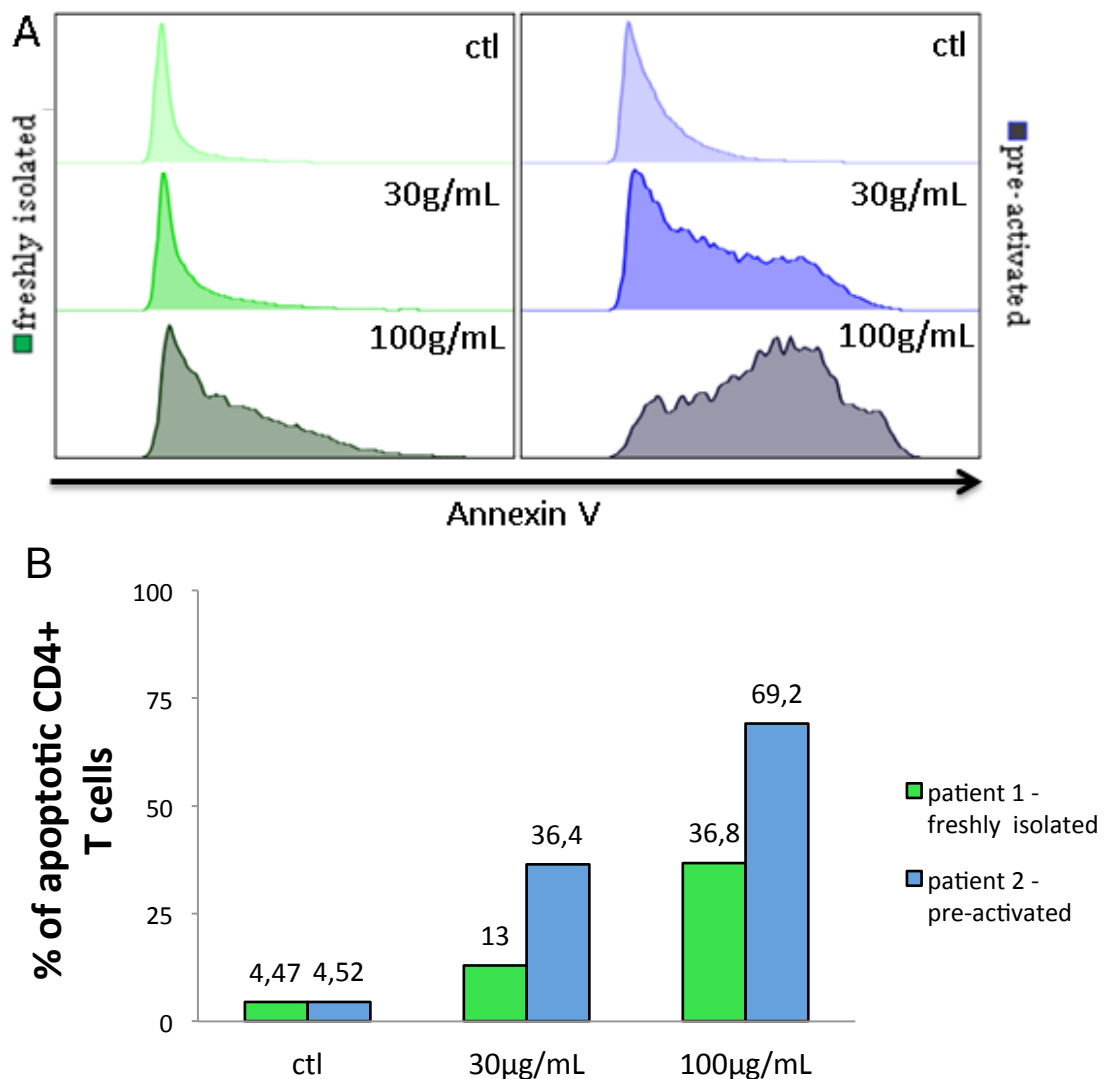 A
ctl
ctl
30g/mL
30g/mL
100g/mL
100g/mL
freshly isolated
pre-activated
Annexin V
B
% of apoptotic CD4+
T cells
100
75
50
25
0
4,47
4,52
13
36,4
36,8
69,2
ctl
30µg/mL
100µg/mL
patient 1 -
freshly isolated
patient 2 -
pre-activated